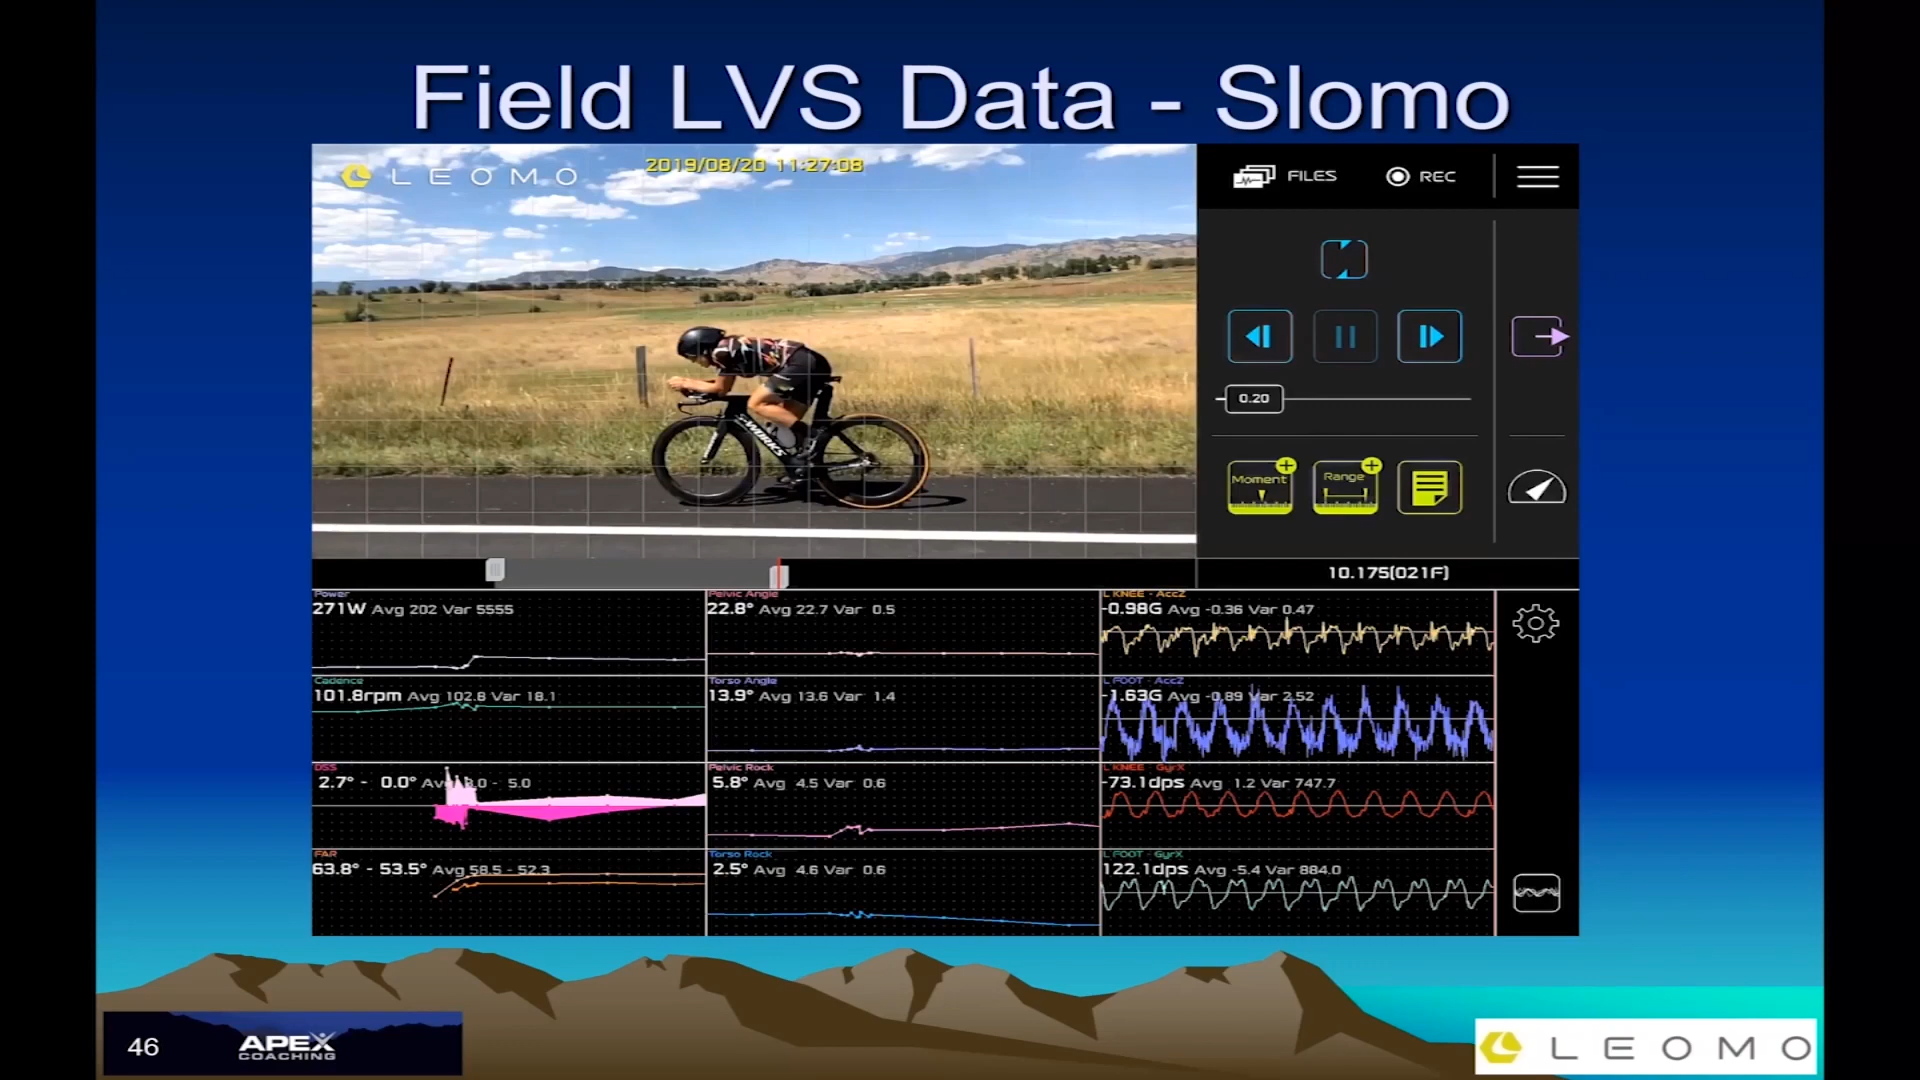 Field LVS Data - Slomo
LEOMO
2019/08/20 11:27:08
FILES
REC
0.20
S-WORKS
Moment
Range
10.175(021F)
Power
271W Avg 202 Var 5555
Pelvic Angle
22.8° Avg 22.7 Var 0.5
L KNEE - AccZ
-0.98G Avg -0.36 Var 0.47
Cadence
101.8rpm Avg 102.8 Var 18.1
Torso Angle
13.9° Avg 13.6 Var 1.4
L FOOT - AccZ
-1.63G Avg -0.89 Var 2.52
DSS
2.7° - 0.0° Avg 3.0 - 5.0
Pelvic Rock
5.8° Avg 4.5 Var 0.6
L KNEE - GyrX
-73.1dps Avg 1.2 Var 747.7
FAR
63.8° - 53.5° Avg 58.5 - 52.3
Torso Rock
2.5° Avg 4.6 Var 0.6
L FOOT - GyrX
122.1dps Avg -5.4 Var 884.0
46
APEX
COACHING
LEOMO